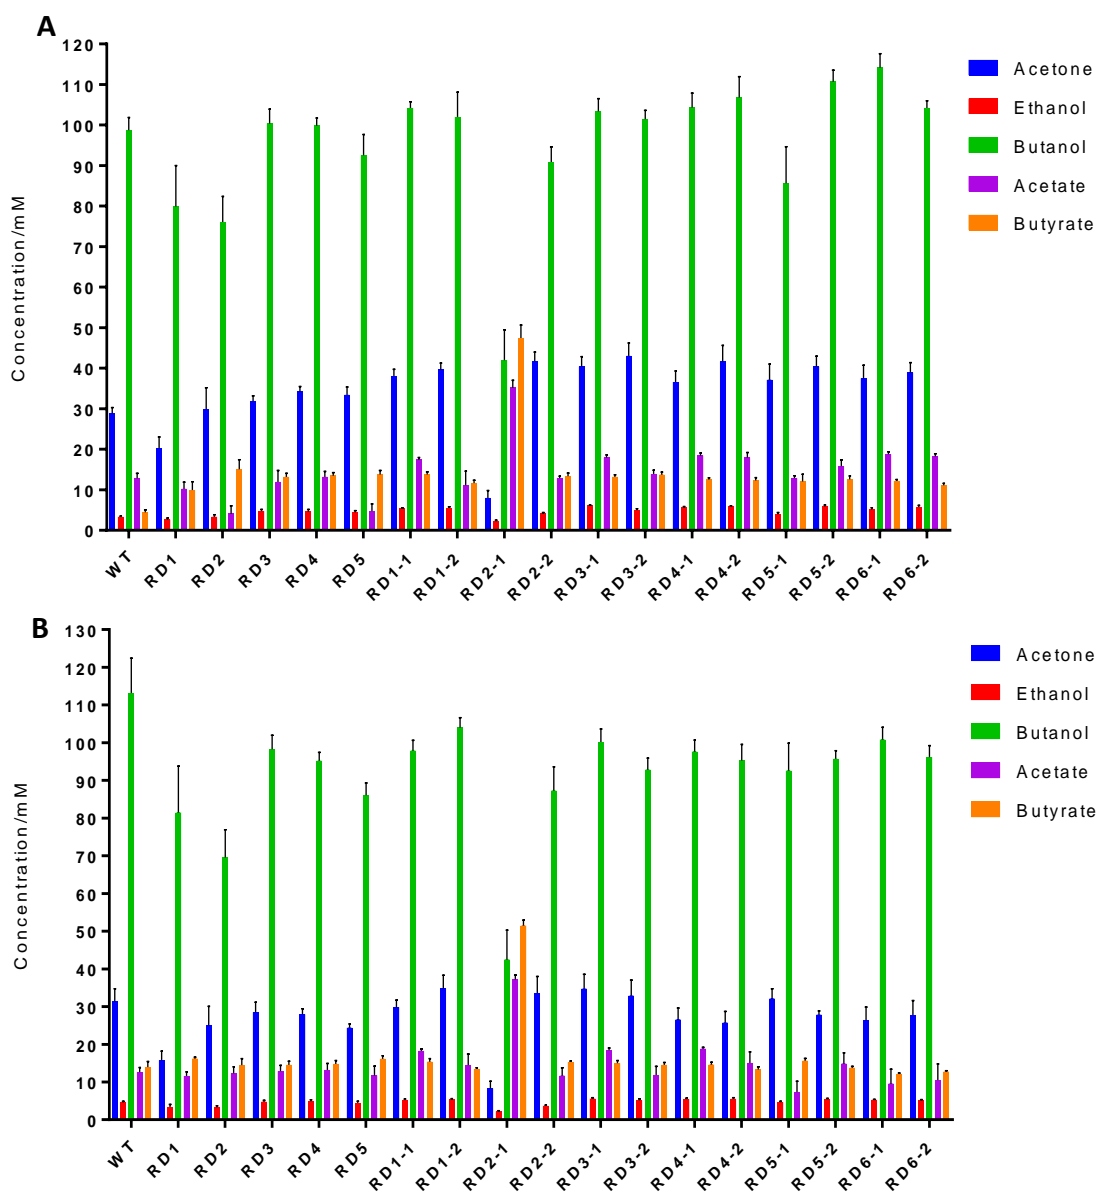 A
120
110
100
90
80
70
60
50
40
30
20
10
0
Concentration/mM
WT RD1 RD2 RD3 RD4 RD5 RD1-1 RD1-2 RD2-1 RD2-2 RD3-1 RD3-2 RD4-1 RD4-2 RD5-1 RD5-2 RD6-1 RD6-2
Acetone
Ethanol
Butanol
Acetate
Butyrate
B
130
120
110
100
90
80
70
60
50
40
30
20
10
0
Concentration/mM
WT RD1 RD2 RD3 RD4 RD5 RD1-1 RD1-2 RD2-1 RD2-2 RD3-1 RD3-2 RD4-1 RD4-2 RD5-1 RD5-2 RD6-1 RD6-2
Acetone
Ethanol
Butanol
Acetate
Butyrate